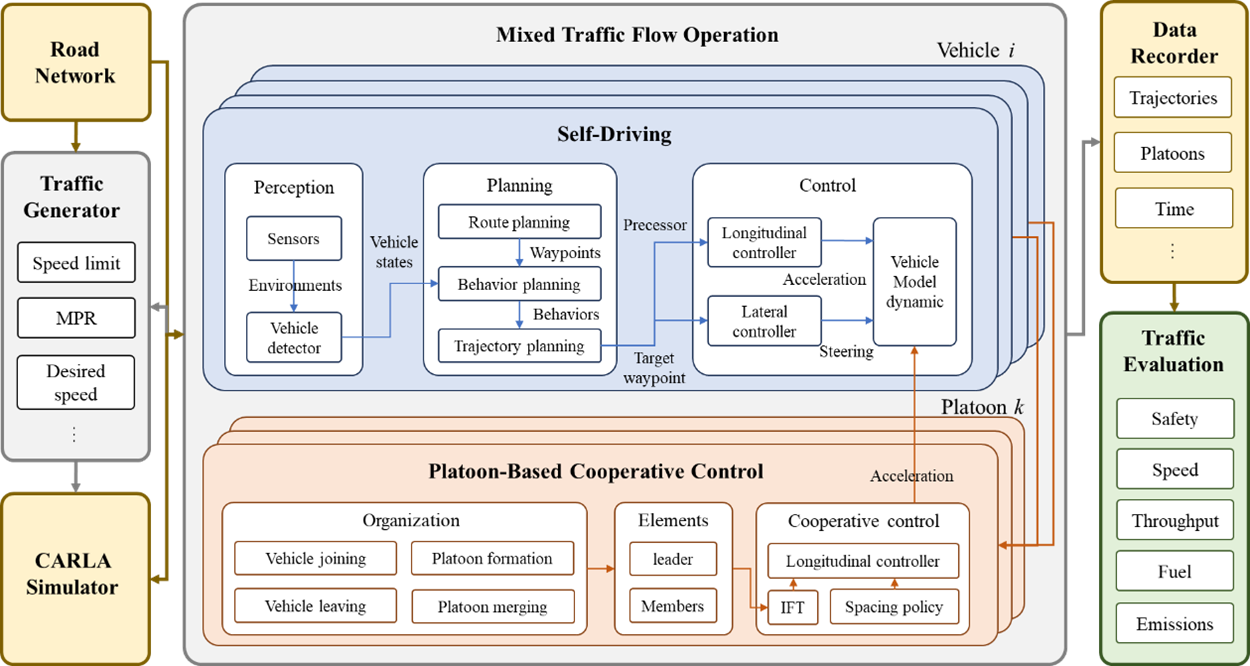 Road
Network
Traffic
Generator
Speed limit
MPR
Desired
speed
⋮
CARLA
Simulator
Mixed Traffic Flow Operation
Vehicle i
Self-Driving
Perception
Sensors
Environments
Vehicle
detector
Vehicle
states
Planning
Route planning
Waypoints
Behavior planning
Behaviors
Trajectory planning
Precessor
Target
waypoint
Control
Longitudinal
controller
Acceleration
Lateral
controller
Steering
Vehicle
Model
dynamic
Platoon k
Platoon-Based Cooperative Control
Acceleration
Organization
Vehicle joining
Platoon formation
Vehicle leaving
Platoon merging
Elements
leader
Members
Cooperative control
Longitudinal controller
IFT
Spacing policy
Data
Recorder
Trajectories
Platoons
Time
⋮
Traffic
Evaluation
Safety
Speed
Throughput
Fuel
Emissions